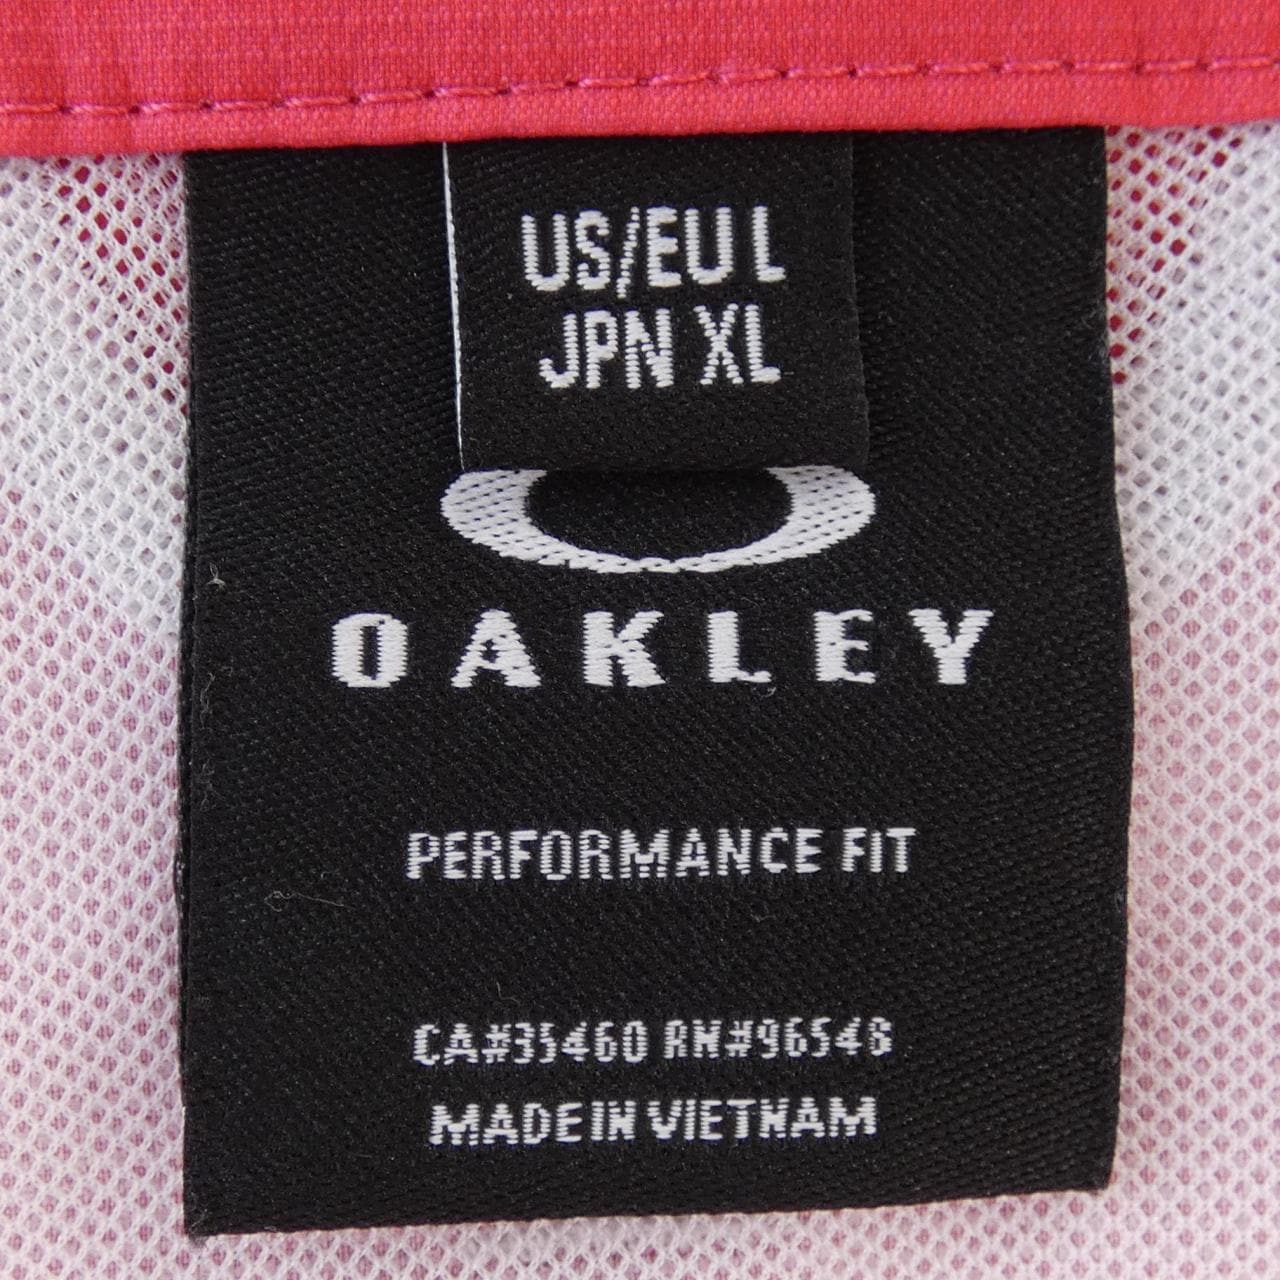 US/EU L
JPN XL
OAKLEY
PERFORMANCE FIT
CA#35460 RN#96548
MADE IN VIETNAM